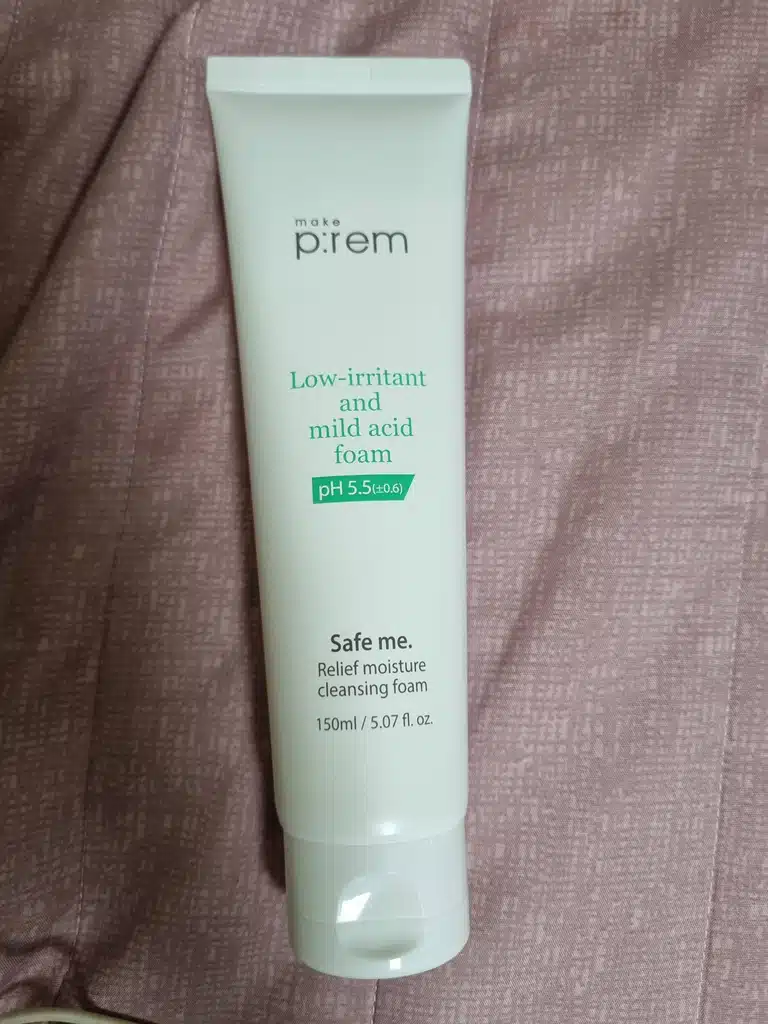 make
p:rem
Low-irritant
and
mild acid
foam
pH 5.5(±0.6)
Safe me.
Relief moisture
cleansing foam
150ml / 5.07 fl. oz.